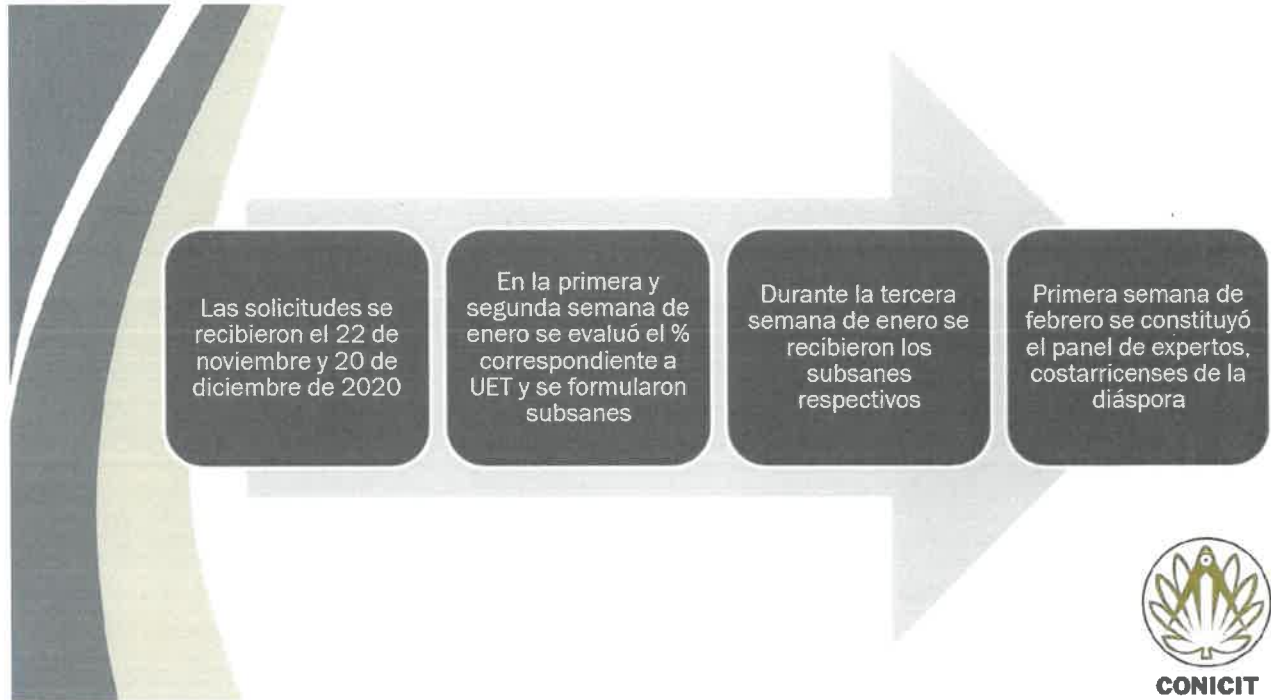 Las solicitudes se
recibieron el 22 de
noviembre y 20 de
diciembre de 2020
En la primera y
segunda semana de
enero se evaluó el %
correspondiente a
UET y se formularon
subsanes
Durante la tercera
semana de enero se
recibieron los
subsanes
respectivos
Primera semana de
febrero se constituyó
el panel de expertos,
costarricenses de la
diáspora
CONICIT